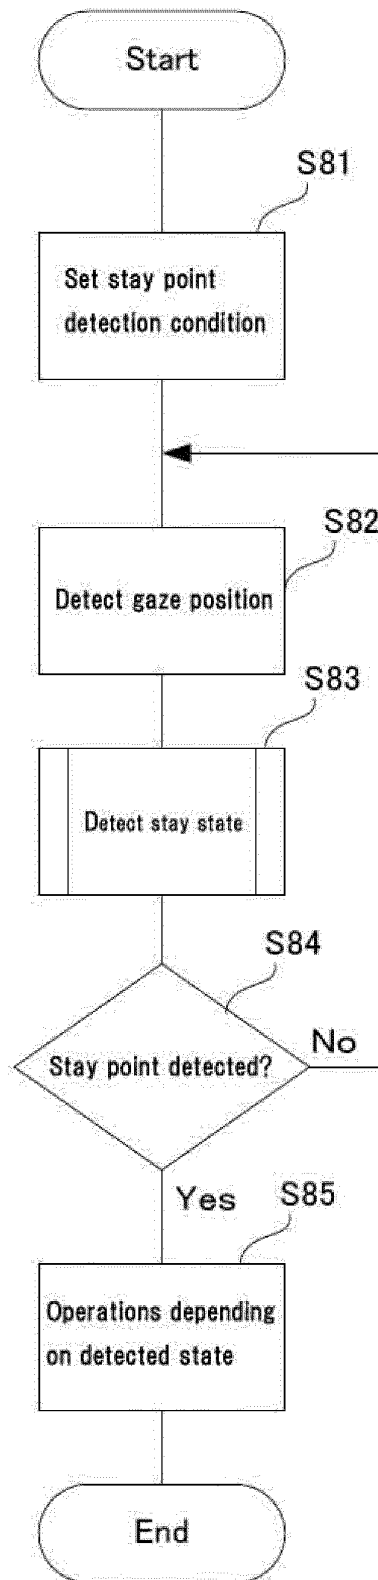 Start
S81
Set stay point
detection condition
S82
Detect gaze position
S83
Detect stay state
S84
Stay point detected?
No
Yes
S85
Operations depending
on detected state
End